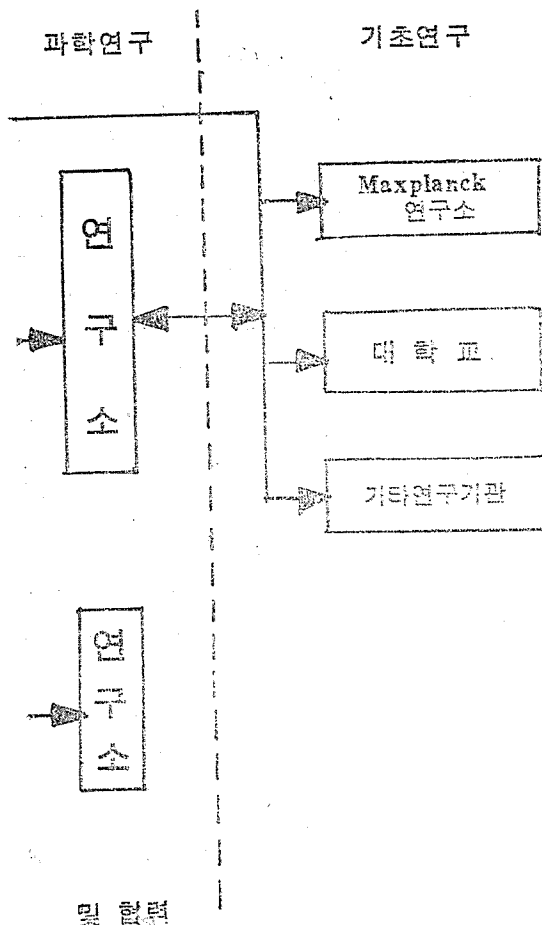 과학연구
기초연구
Maxplanck
연구소
연
구
소
대 학 교
기타연구기관
연
구
소
및 협력